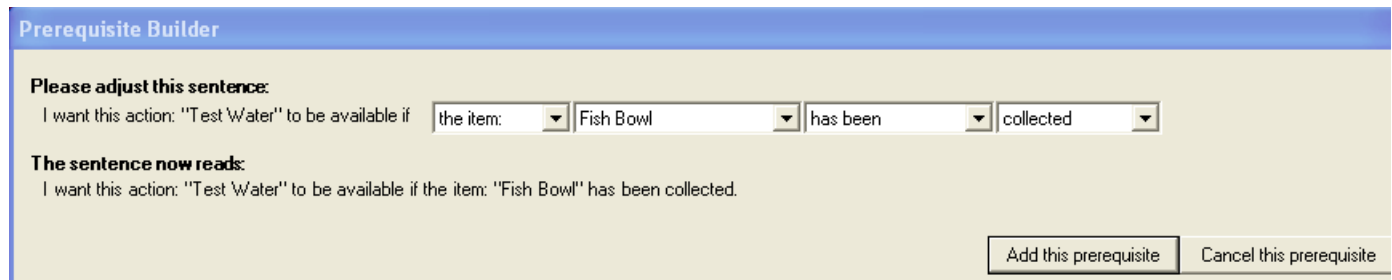 Prerequisite Builder
Please adjust this sentence:
I want this action: "Test Water" to be available if the item: Fish Bowl has been collected
The sentence now reads:
I want this action: "Test Water" to be available if the item: "Fish Bowl" has been collected.
Add this prerequisite Cancel this prerequisite